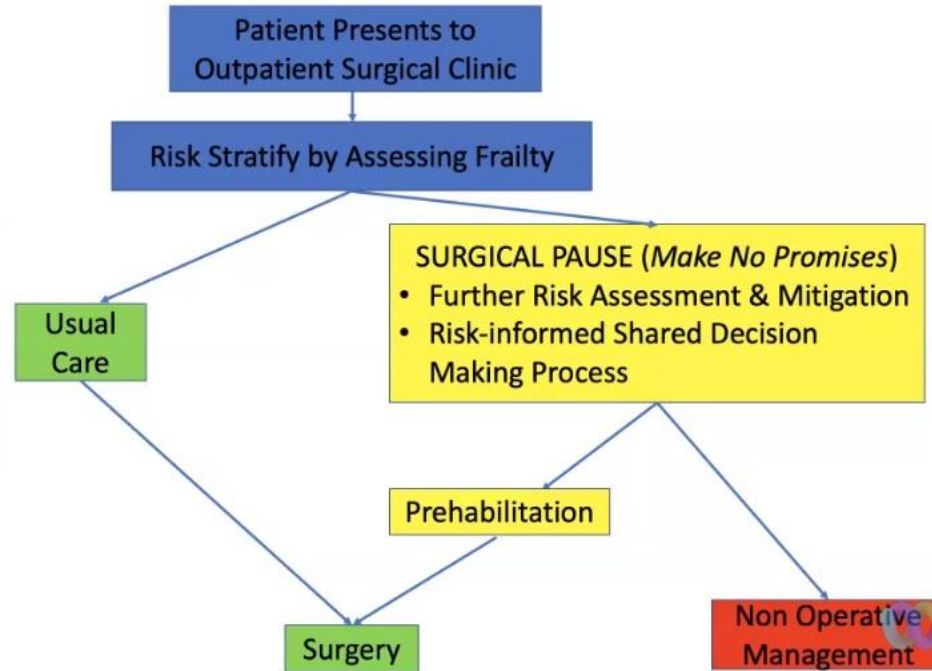 Patient Presents to
Outpatient Surgical Clinic
Risk Stratify by Assessing Frailty
SURGICAL PAUSE (Make No Promises)
• Further Risk Assessment & Mitigation
• Risk-informed Shared Decision
Making Process
Usual
Care
Prehabilitation
Surgery
Non Operative
Management